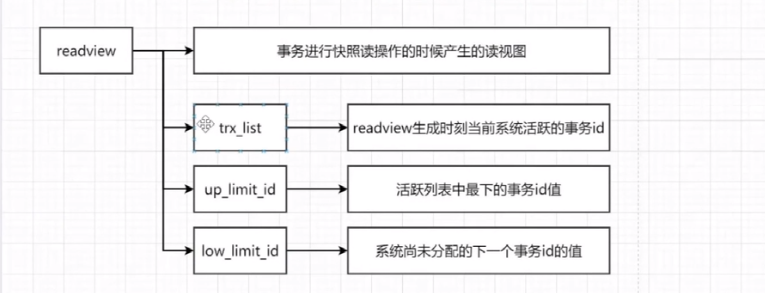 readview
事务进行快照读操作的时候产生的读视图
trx_list
readview生成时刻当前系统活跃的事务id
up_limit_id
活跃列表中最下的事务id值
low_limit_id
系统尚未分配的下一个事务id的值